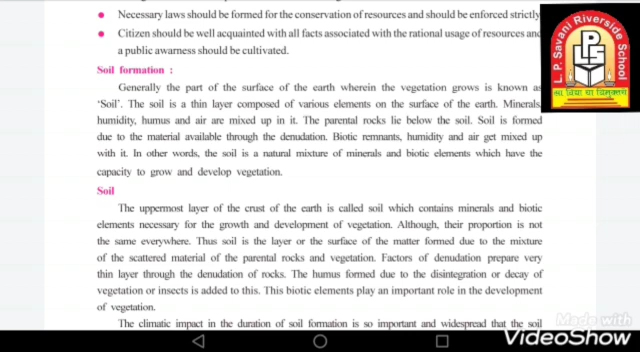 • Necessary laws should be formed for the conservation of resources and should be enforced strictly
• Citizen should be well acquainted with all facts associated with the rational usage of resources and
a public awarness should be cultivated.
Soil formation :
Generally the part of the surface of the earth wherein the vegetation grows is known as
'Soil'. The soil is a thin layer composed of various elements on the surface of the earth. Minerals,
humidity, humus and air are mixed up in it. The parental rocks lie below the soil. Soil is formed
due to the material available through the denudation. Biotic remnants, humidity and air get mixed up
with it. In other words, the soil is a natural mixture of minerals and biotic elements which have the
capacity to grow and develop vegetation.
Soil
The uppermost layer of the crust of the earth is called soil which contains minerals and biotic
elements necessary for the growth and development of vegetation. Although, their proportion is not
the same everywhere. Thus soil is the layer or the surface of the matter formed due to the mixture
of the scattered material of the parental rocks and vegetation. Factors of denudation prepare very
thin layer through the denudation of rocks. The humus formed due to the disintegration or decay of
vegetation or insects is added to this. This biotic elements play an important role in the development
of vegetation.
The climatic impact in the duration of soil formation is so important and widespread that the soil
L. P. Savani Riverside School
PLS
सा विद्या या विमुक्तये
Made with
VideoShow